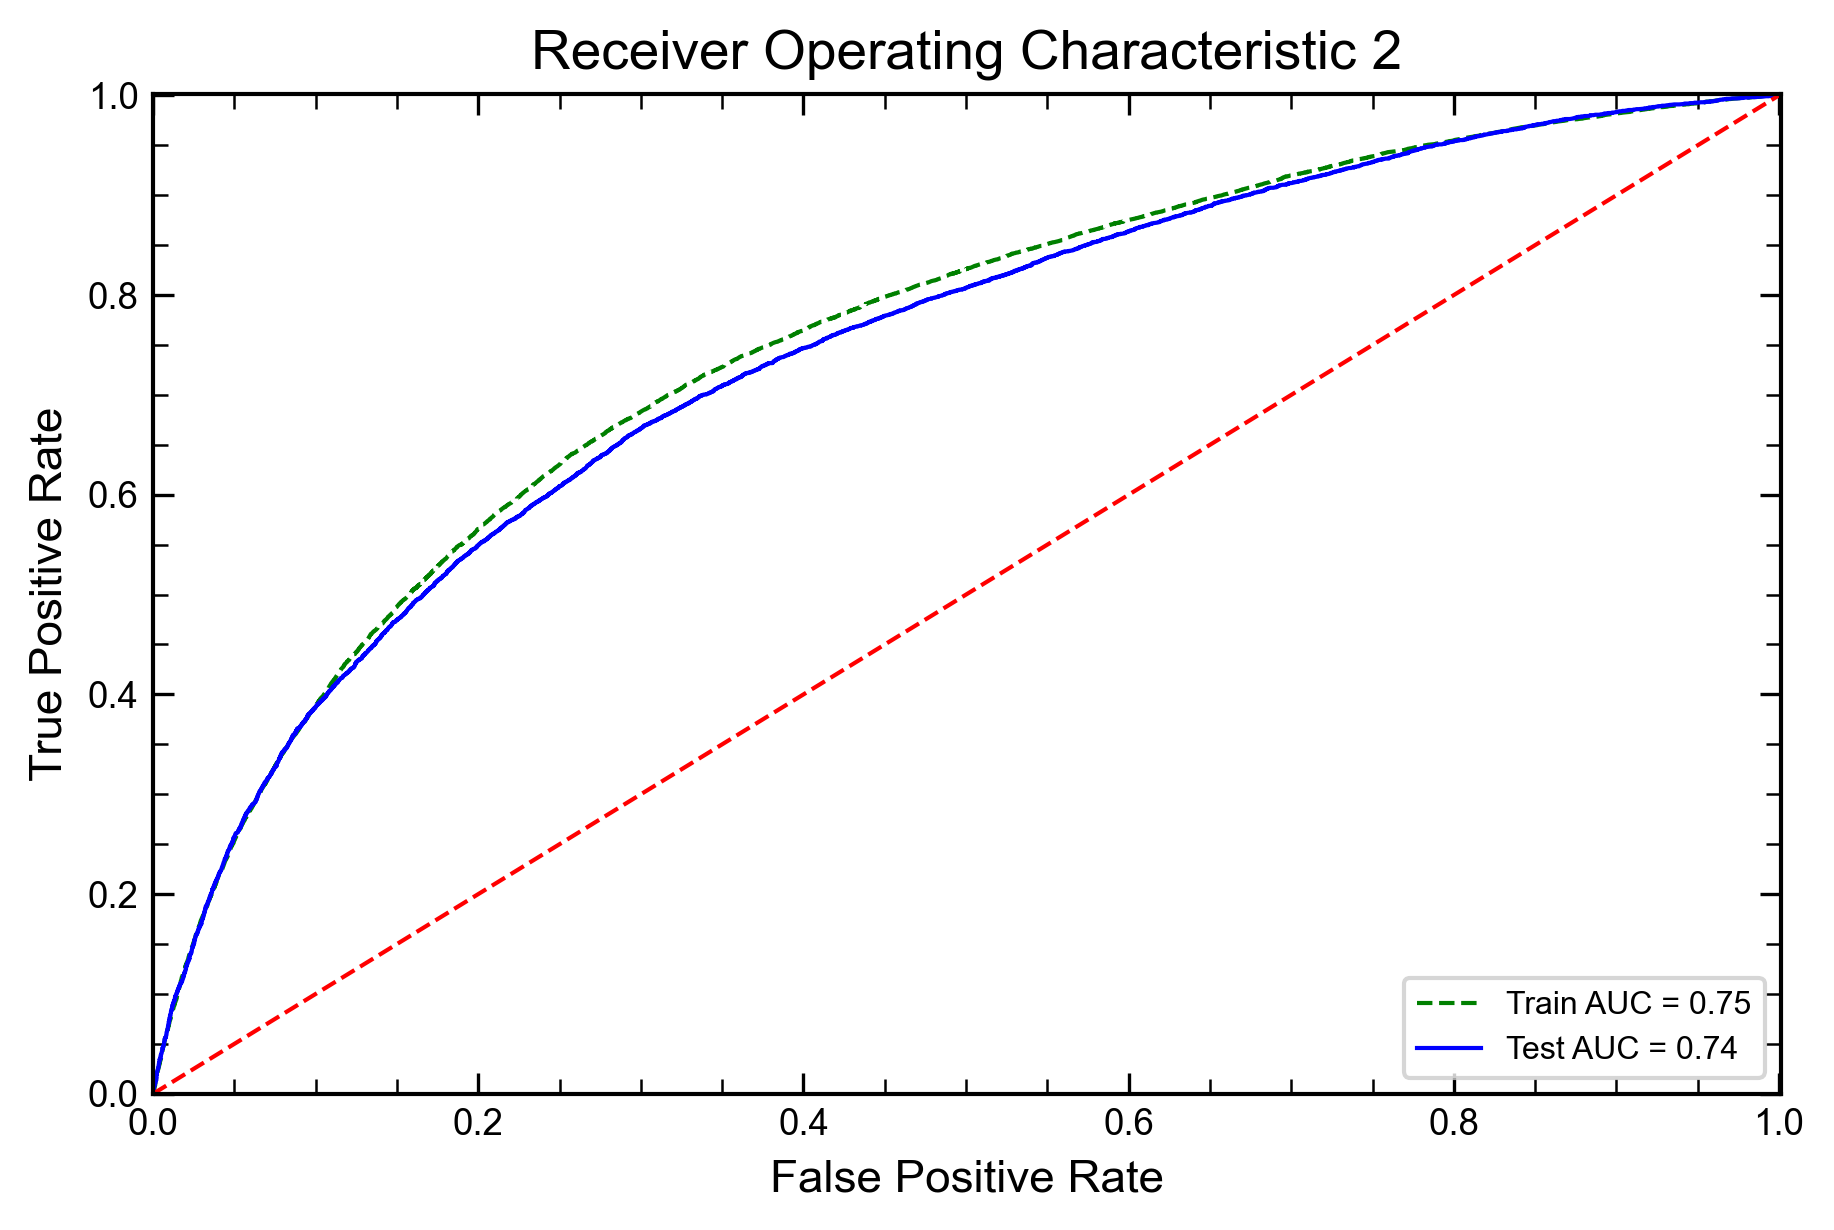 Receiver Operating Characteristic 2
1.0
0.8
0.6
0.4
0.2
0.0
True Positive Rate
0.0 0.2 0.4 0.6 0.8 1.0
False Positive Rate
Train AUC = 0.75
Test AUC = 0.74